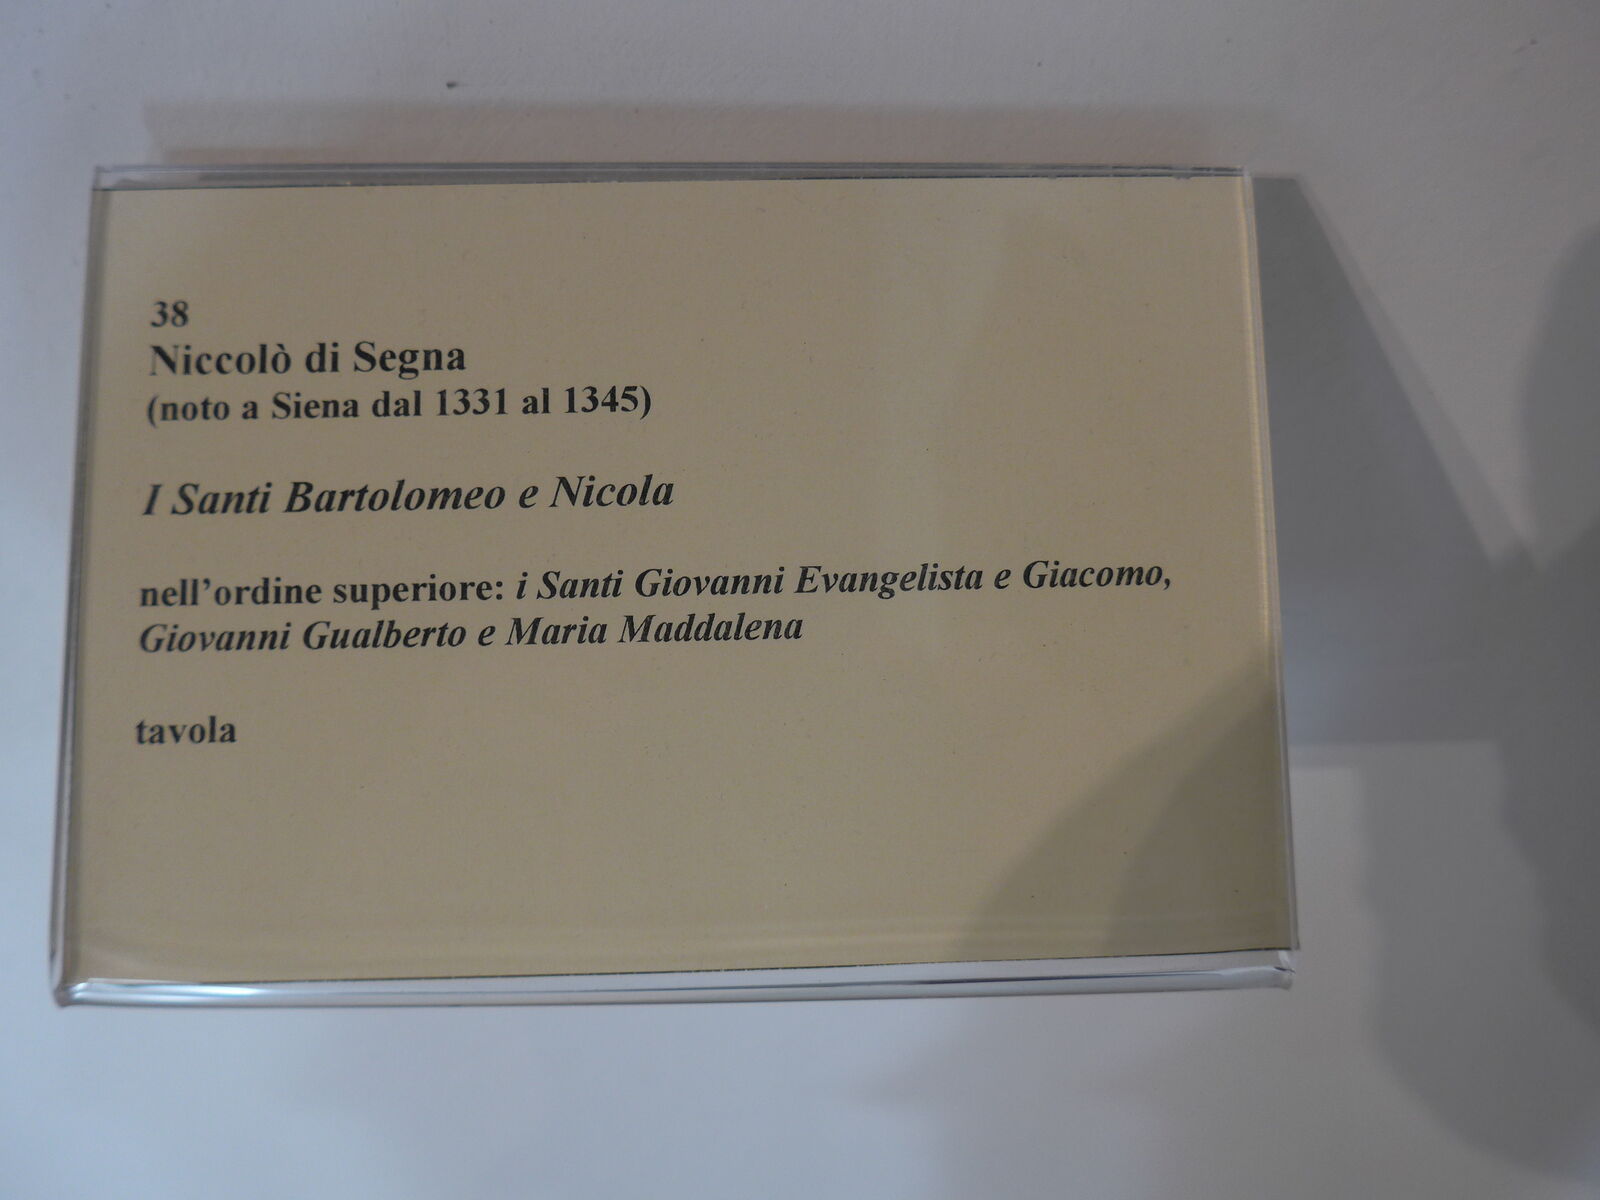 38
Niccolò di Segna
(noto a Siena dal 1331 al 1345)
I Santi Bartolomeo e Nicola
nell’ordine superiore: i Santi Giovanni Evangelista e Giacomo,
Giovanni Gualberto e Maria Maddalena
tavola